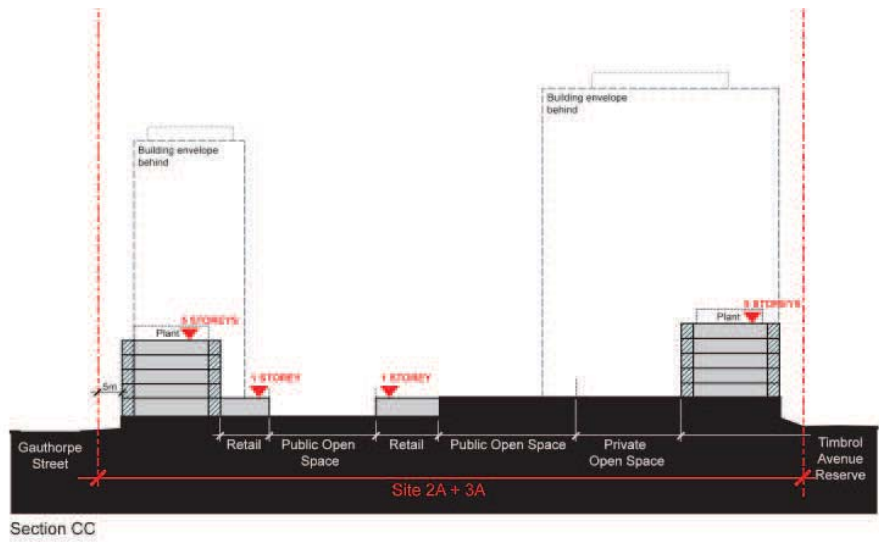 Building envelope
behind
Building envelope
behind
5 STOREYS
Plant
5 STOREYS
Plant
1 STOREY
1 STOREY
5m
Gauthorpe
Street
Retail
Public Open
Space
Retail
Public Open Space
Private
Open Space
Timbrol
Avenue
Reserve
Site 2A + 3A
Section CC